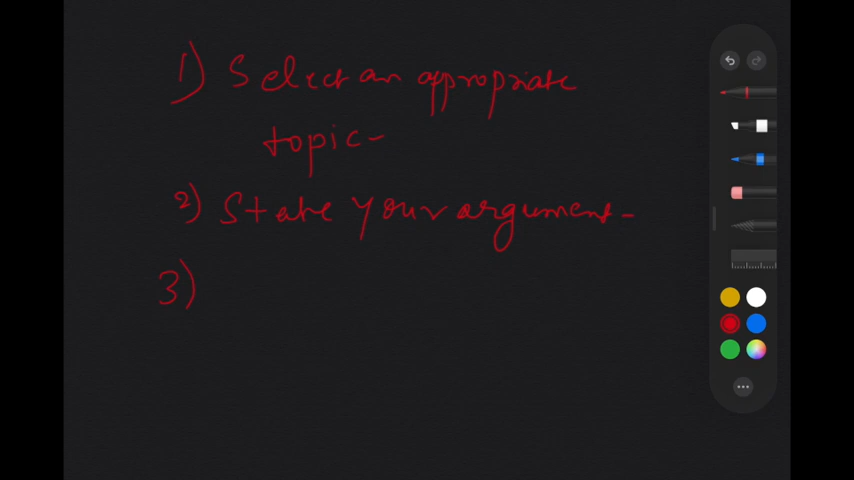 1) Select an appropriate
topic-
2) State your argument-
3)